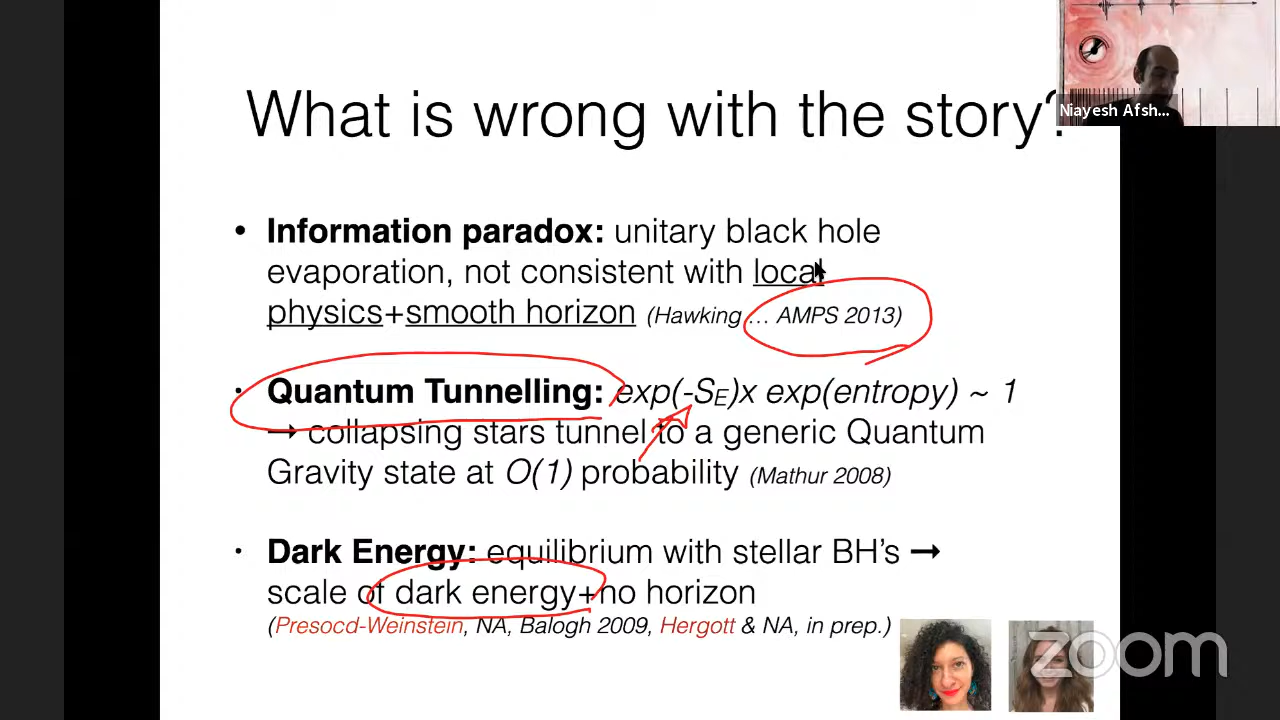 What is wrong with the story?
Niayesh Afsh...
• Information paradox: unitary black hole
evaporation, not consistent with local
physics+smooth horizon (Hawking ... AMPS 2013)
• Quantum Tunnelling: exp(-SE)x exp(entropy) ~ 1
→ collapsing stars tunnel to a generic Quantum
Gravity state at O(1) probability (Mathur 2008)
• Dark Energy: equilibrium with stellar BH’s →
scale of dark energy+no horizon
(Presocd-Weinstein, NA, Balogh 2009, Hergott & NA, in prep.)
zoom